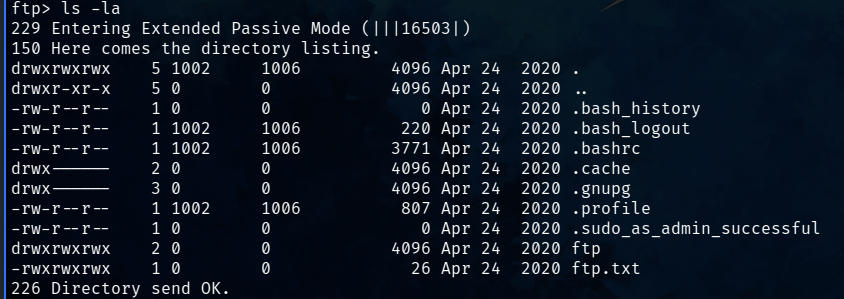 ftp> ls -la
229 Entering Extended Passive Mode (|||16503|)
150 Here comes the directory listing.
drwxrwxrwx    5 1002     1006         4096 Apr 24  2020 .
drwxr-xr-x    5 0        0            4096 Apr 24  2020 ..
-rw-r--r--    1 0        0               0 Apr 24  2020 .bash_history
-rw-r--r--    1 1002     1006          220 Apr 24  2020 .bash_logout
-rw-r--r--    1 1002     1006         3771 Apr 24  2020 .bashrc
drwx------    2 0        0            4096 Apr 24  2020 .cache
drwx------    3 0        0            4096 Apr 24  2020 .gnupg
-rw-r--r--    1 1002     1006          807 Apr 24  2020 .profile
-rw-r--r--    1 0        0               0 Apr 24  2020 .sudo_as_admin_successful
drwxrwxrwx    2 0        0            4096 Apr 24  2020 ftp
-rwxrwxrwx    1 0        0              26 Apr 24  2020 ftp.txt
226 Directory send OK.